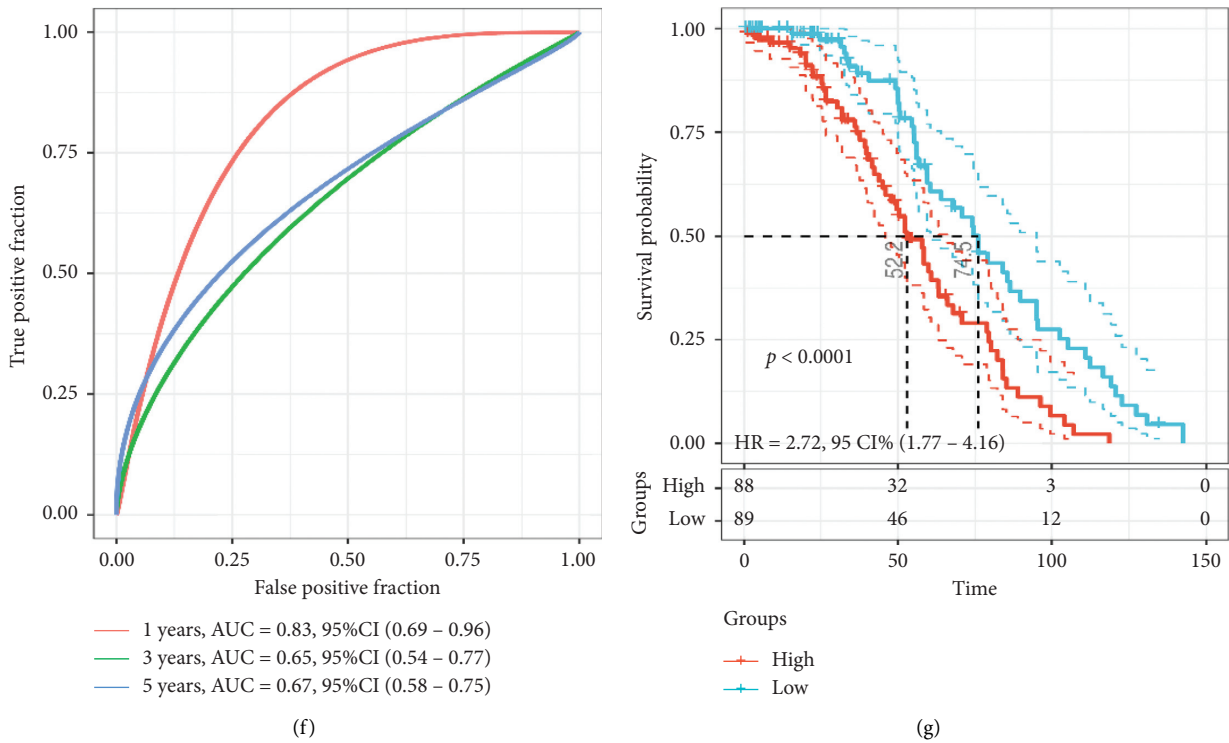 1.00
0.75
0.50
0.25
0.00
True positive fraction
0.00 0.25 0.50 0.75 1.00
False positive fraction
1 years, AUC = 0.83, 95%CI (0.69 – 0.96)
3 years, AUC = 0.65, 95%CI (0.54 – 0.77)
5 years, AUC = 0.67, 95%CI (0.58 – 0.75)
(f)
1.00
0.75
0.50
0.25
0.00
Survival probability
52.2
74.5
p < 0.0001
HR = 2.72, 95 CI% (1.77 – 4.16)
Groups
High 88 32 3 0
Low 89 46 12 0
0 50 100 150
Time
Groups
High
Low
(g)